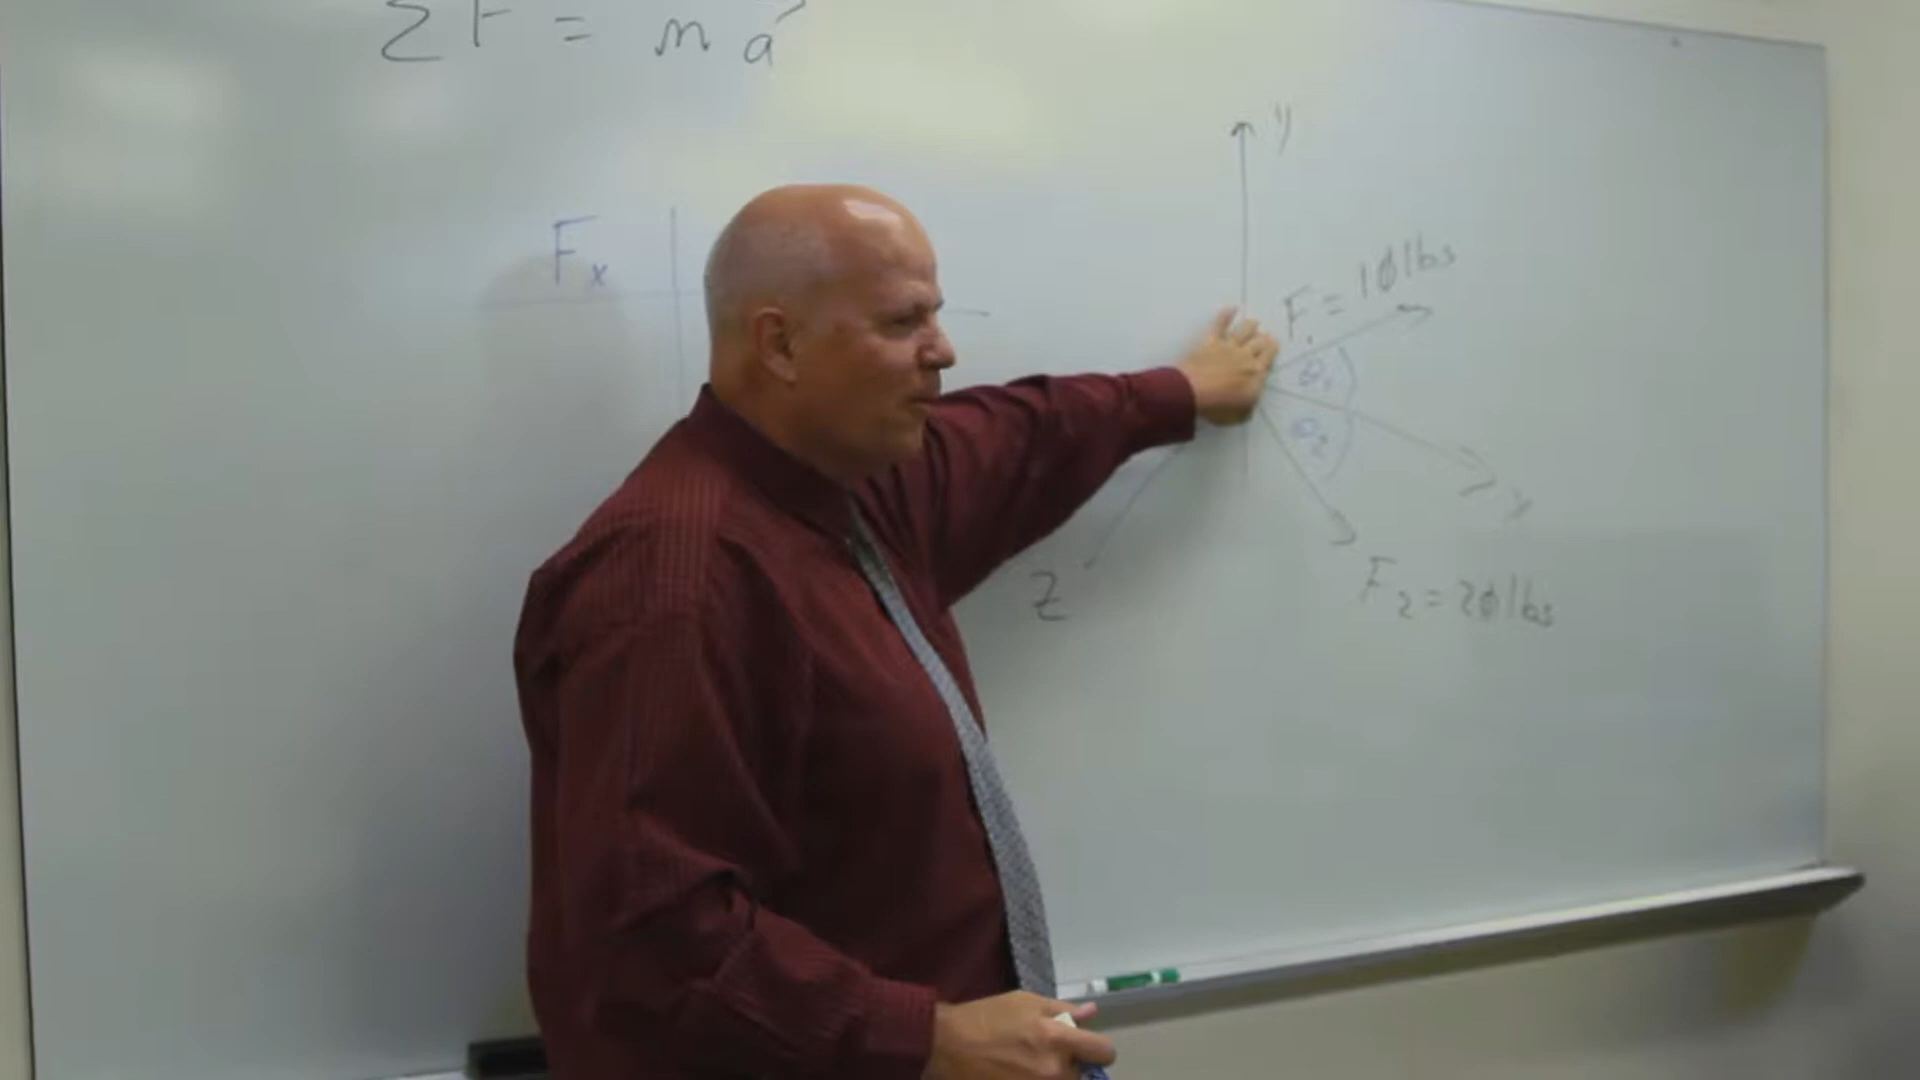 ΣF = ma⃗
Fx
y
F₁ = 10 lbs
θ₁
θ₂
x
Z
F₂ = 20 lbs